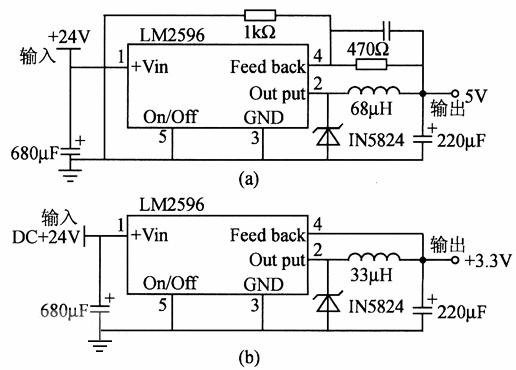 +24V
输入
LM2596
1kΩ
1
+Vin
Feed back
4
470Ω
Out put
2
68μH
输出
5V
On/Off
GND
5
3
680μF
+
IN5824
+
220μF
(a)
输入
DC+24V
LM2596
1
+Vin
Feed back
4
Out put
2
33μH
输出
+3.3V
On/Off
GND
5
3
680μF
+
IN5824
+
220μF
(b)